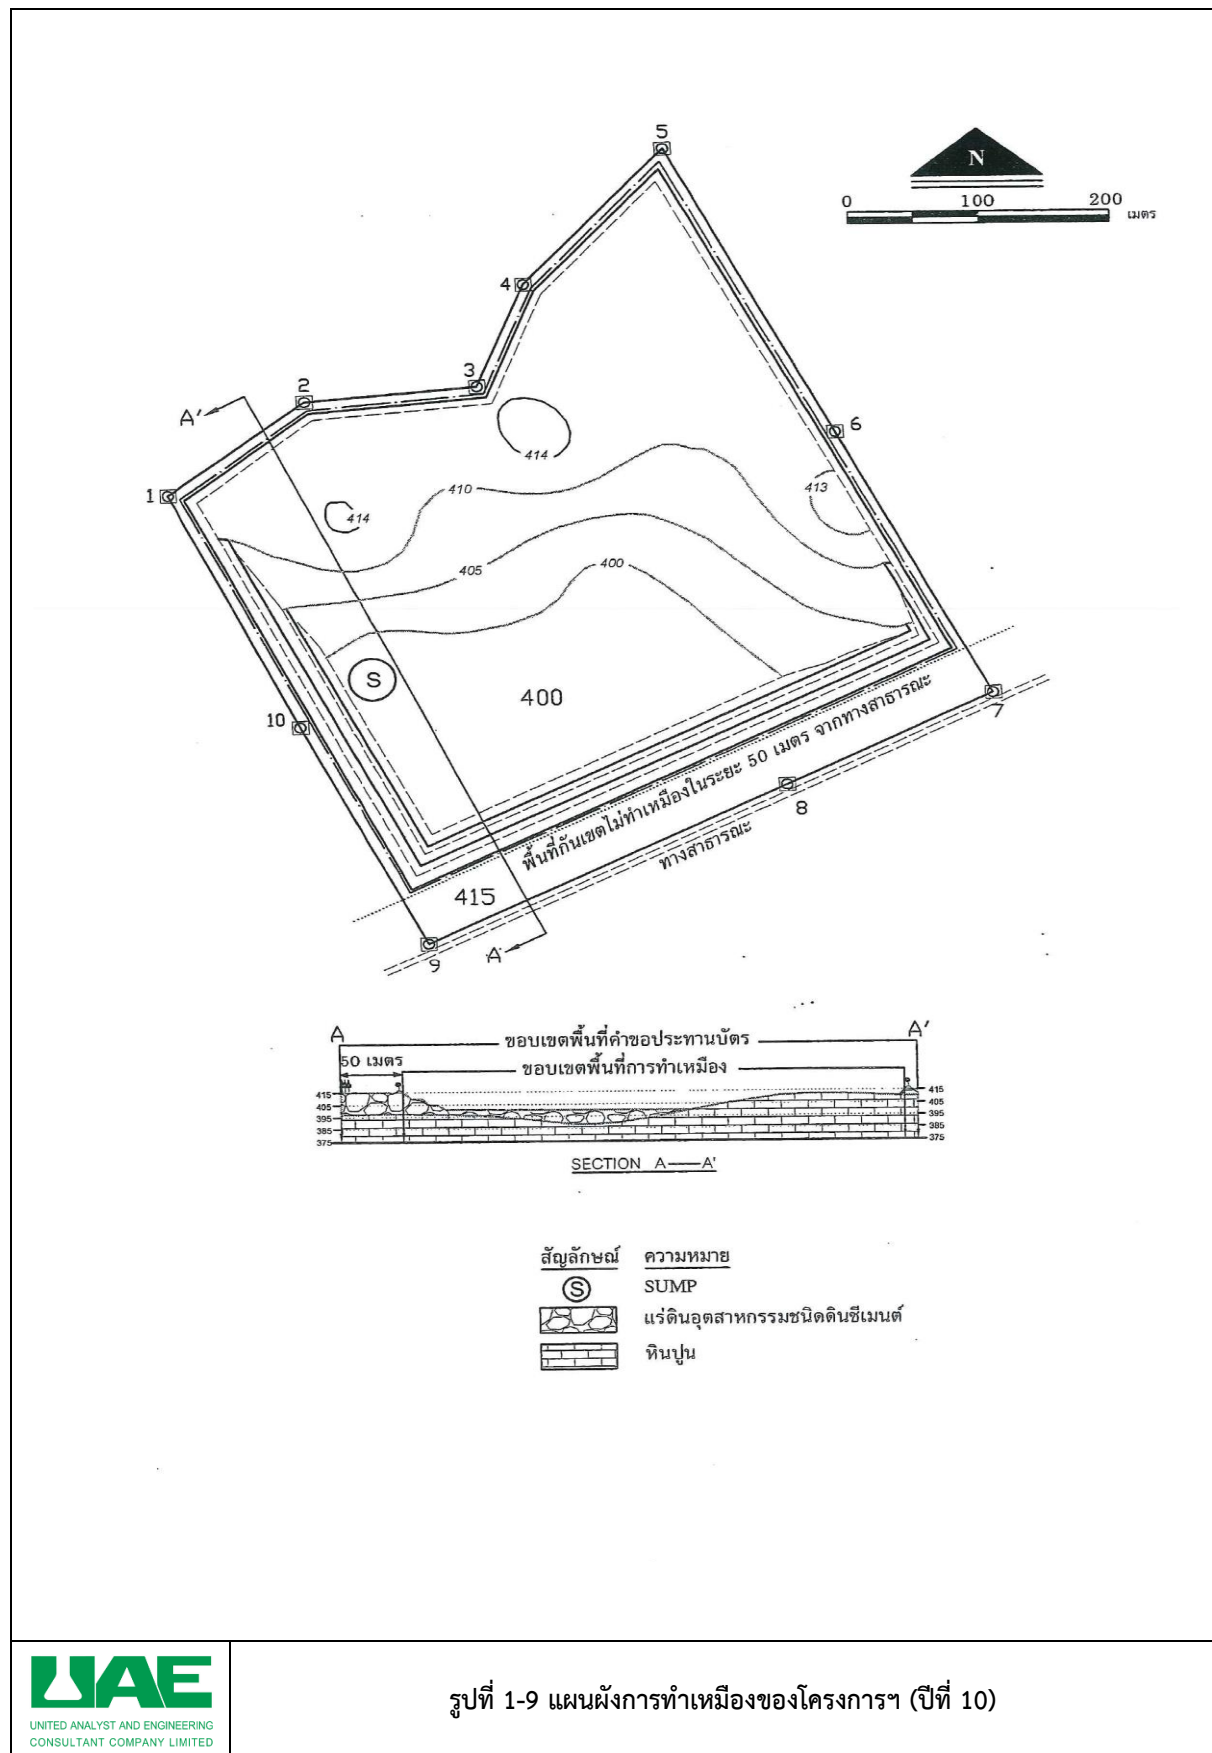 5
N
0 100 200
เมตร
4
3
2
A'
6
414
410
413
1
414
405
400
S
400
10
7
พื้นที่กันเขตไม่ทำเหมืองในระยะ 50 เมตร จากทางสาธารณะ
8
ทางสาธารณะ
415
A
9
A A'
ขอบเขตพื้นที่คำขอประทานบัตร
50 เมตร
ขอบเขตพื้นที่การทำเหมือง
415 415
405 405
395 395
385 385
375 375
SECTION A——A'
สัญลักษณ์ ความหมาย
S SUMP
แร่ดินอุตสาหกรรมชนิดดินซีเมนต์
หินปูน
UAE
UNITED ANALYST AND ENGINEERING
CONSULTANT COMPANY LIMITED
รูปที่ 1-9 แผนผังการทำเหมืองของโครงการฯ (ปีที่ 10)